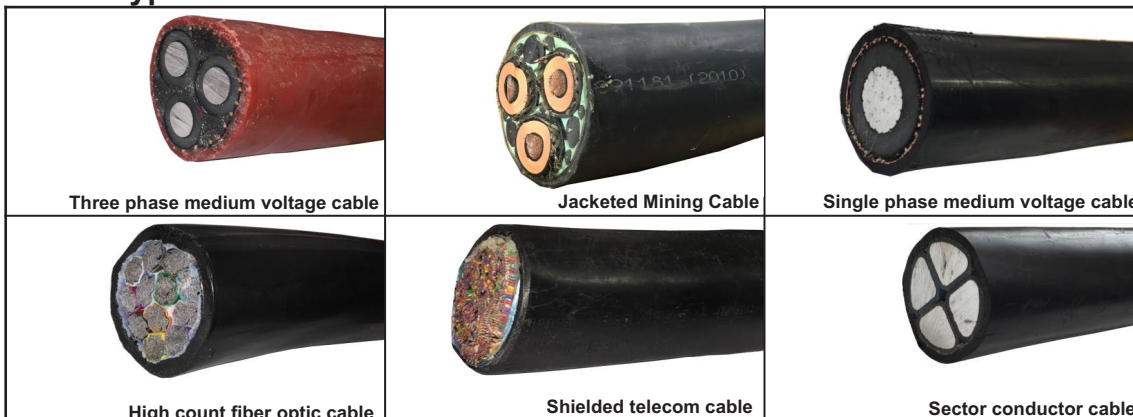 Three phase medium voltage cable
Jacketed Mining Cable
Single phase medium voltage cable
High count fiber optic cable
Shielded telecom cable
Sector conductor cable
(2010)